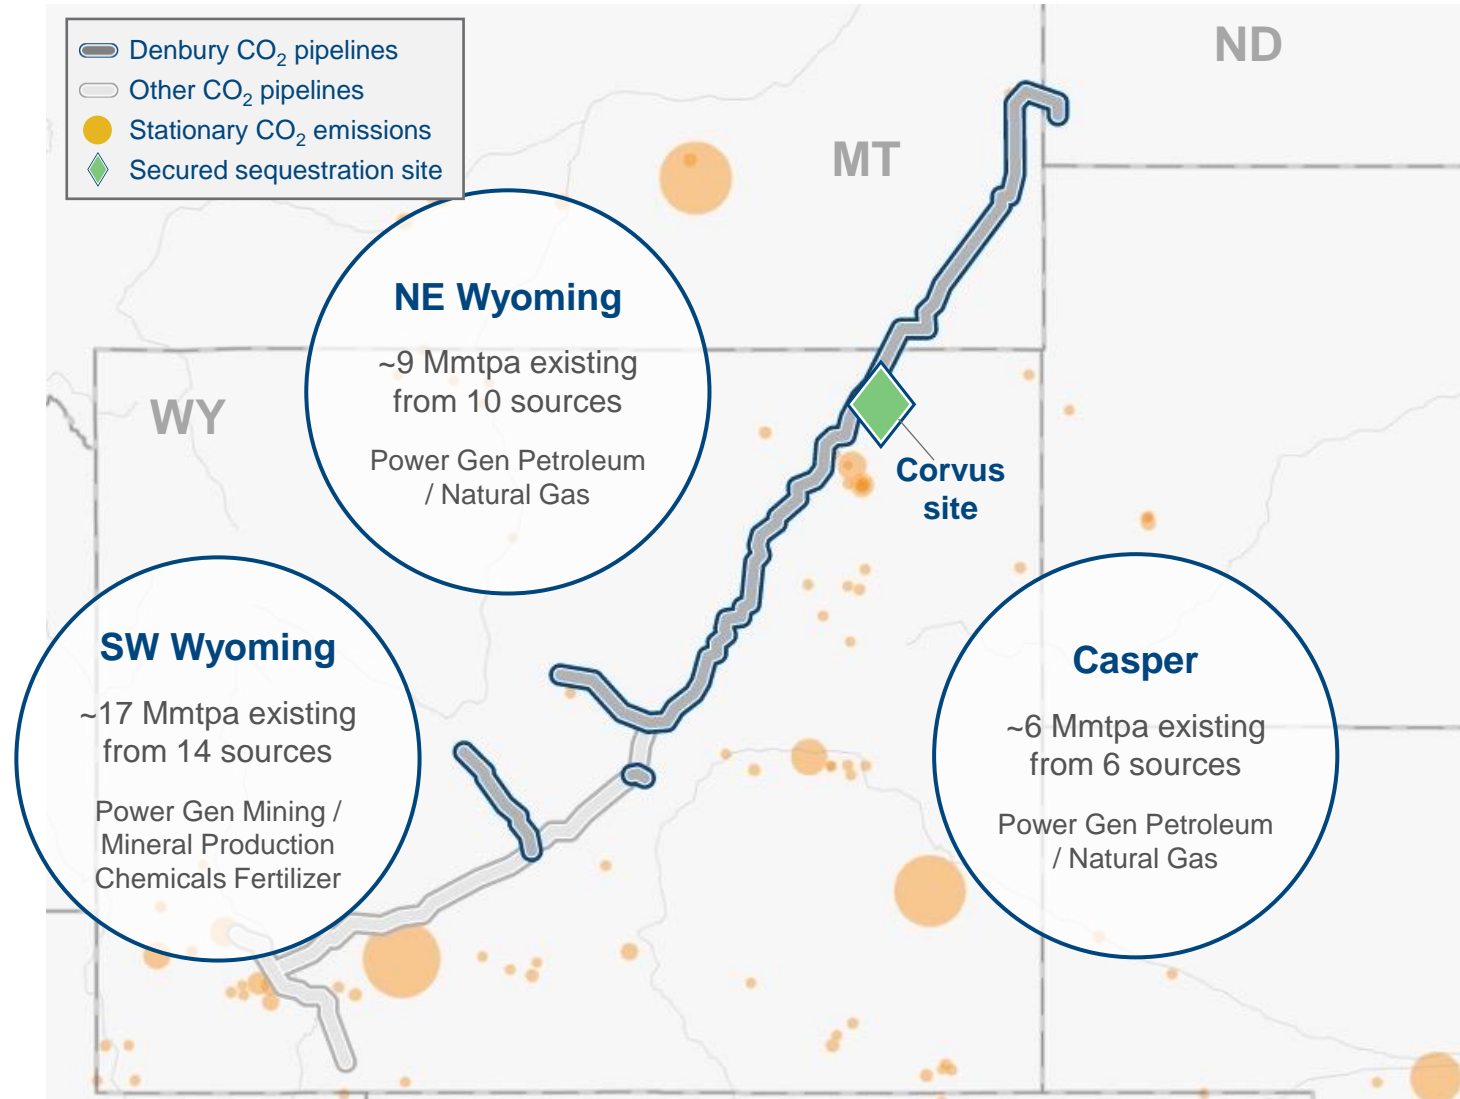 Denbury CO2 pipelines
Other CO2 pipelines
Stationary CO2 emissions
Secured sequestration site
ND
MT
WY
NE Wyoming
~9 Mmtpa existing
from 10 sources
Power Gen Petroleum
/ Natural Gas
Corvus
site
SW Wyoming
~17 Mmtpa existing
from 14 sources
Power Gen Mining /
Mineral Production
Chemicals Fertilizer
Casper
~6 Mmtpa existing
from 6 sources
Power Gen Petroleum
/ Natural Gas